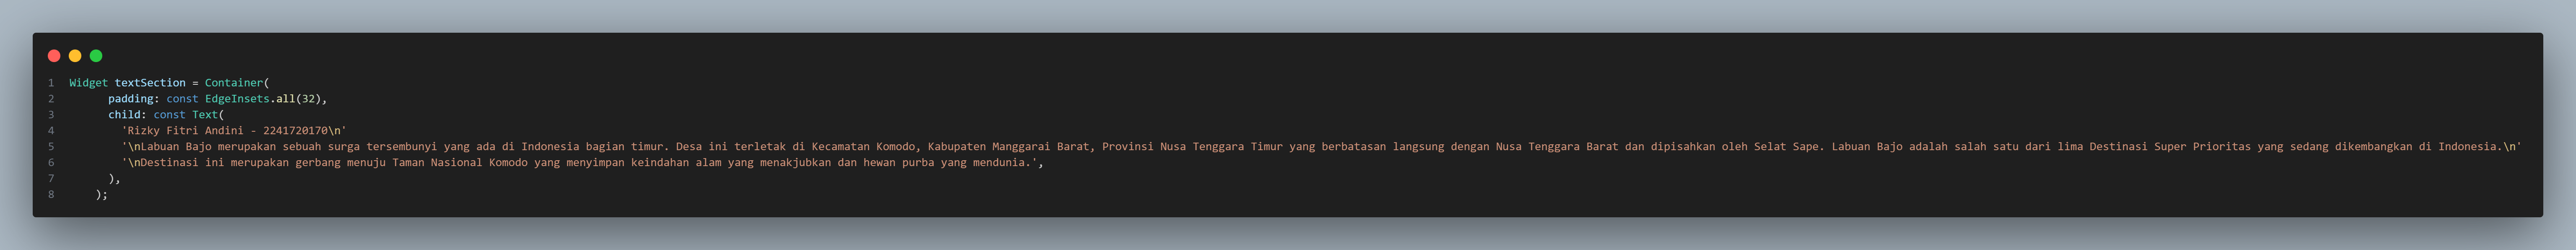 1 Widget textSection = Container(
2 padding: const EdgeInsets.all(32),
3 child: const Text(
4 'Rizky Fitri Andini - 2241720170\n'
5 '\nLabuan Bajo merupakan sebuah surga tersembunyi yang ada di Indonesia bagian timur. Desa ini terletak di Kecamatan Komodo, Kabupaten Manggarai Barat, Provinsi Nusa Tenggara Timur yang berbatasan langsung dengan Nusa Tenggara Barat dan dipisahkan oleh Selat Sape. Labuan Bajo adalah salah satu dari lima Destinasi Super Prioritas yang sedang dikembangkan di Indonesia.\n'
6 '\nDestinasi ini merupakan gerbang menuju Taman Nasional Komodo yang menyimpan keindahan alam yang menakjubkan dan hewan purba yang mendunia.',
7 ),
8 );